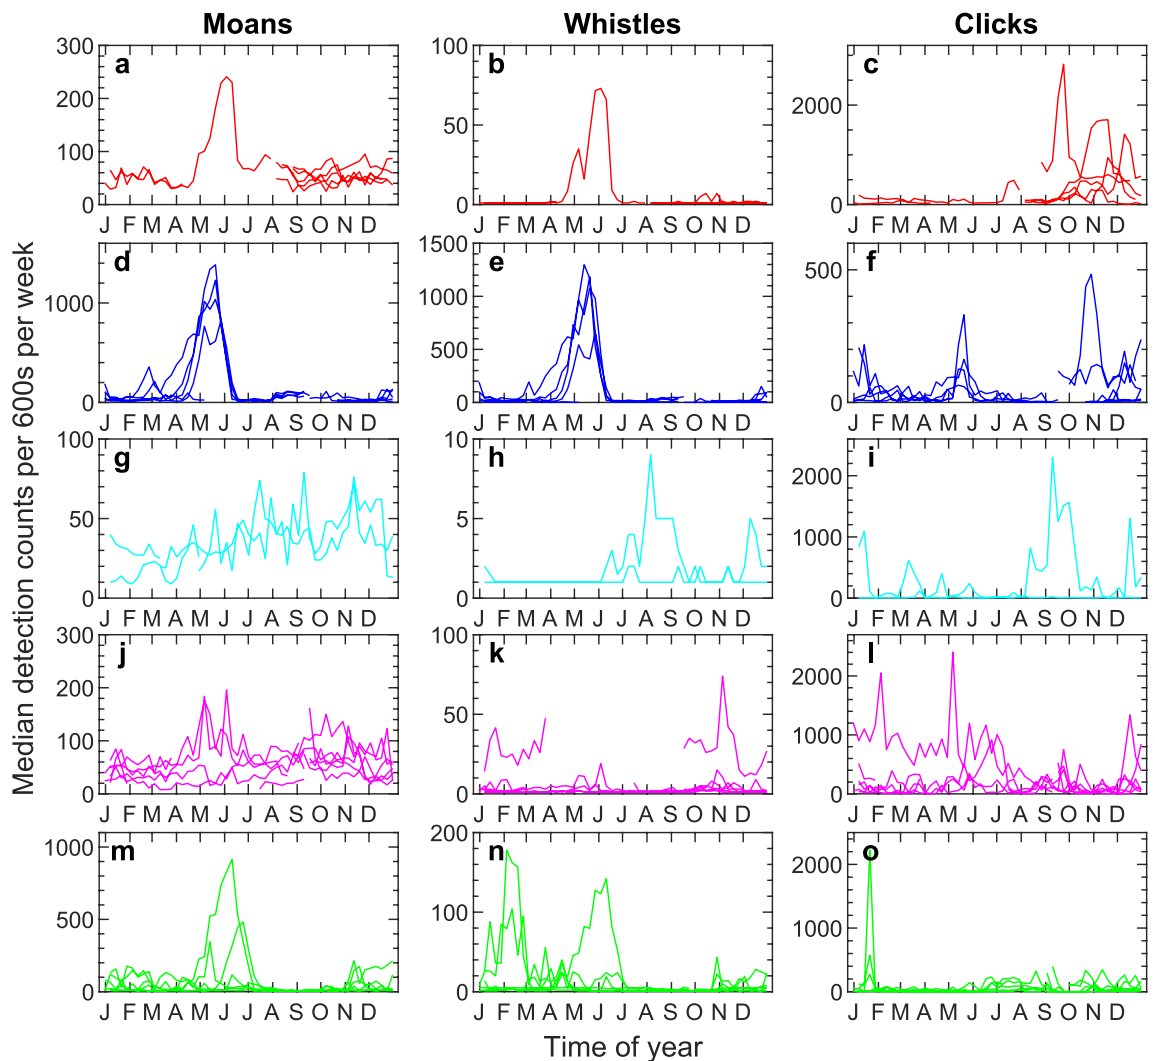 Moans Whistles Clicks
Median detection counts per 600s per week
a
300
200
100
0
J F M A M J J A S O N D
b
100
50
0
J F M A M J J A S O N D
c
2000
1000
0
J F M A M J J A S O N D
d
1000
0
J F M A M J J A S O N D
e
1500
1000
500
0
J F M A M J J A S O N D
f
500
0
J F M A M J J A S O N D
g
100
50
0
J F M A M J J A S O N D
h
10
5
0
J F M A M J J A S O N D
i
2000
1000
0
J F M A M J J A S O N D
j
300
200
100
0
J F M A M J J A S O N D
k
100
50
0
J F M A M J J A S O N D
l
2000
1000
0
J F M A M J J A S O N D
m
1000
500
0
J F M A M J J A S O N D
n
200
100
0
J F M A M J J A S O N D
o
2000
1000
0
J F M A M J J A S O N D
Time of year